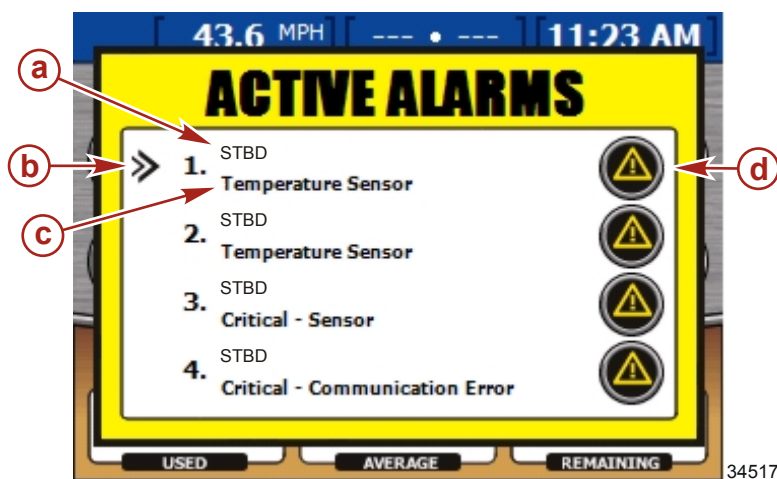 43.6 MPH --- • --- 11:23 AM
ACTIVE ALARMS
a
b
c
d
1. STBD
Temperature Sensor
2. STBD
Temperature Sensor
3. STBD
Critical - Sensor
4. STBD
Critical - Communication Error
USED AVERAGE REMAINING
34517